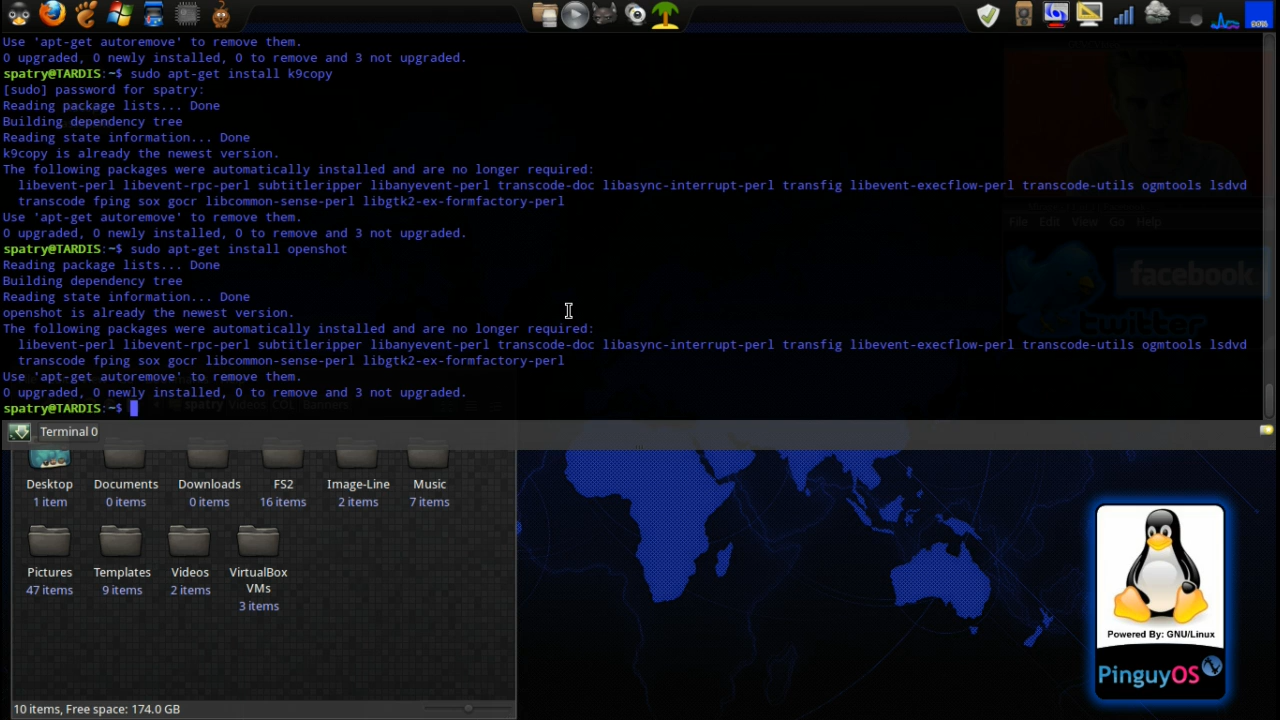 Use 'apt-get autoremove' to remove them.
0 upgraded, 0 newly installed, 0 to remove and 3 not upgraded.
spatry@TARDIS:~$ sudo apt-get install k9copy
[sudo] password for spatry:
Reading package lists... Done
Building dependency tree
Reading state information... Done
k9copy is already the newest version.
The following packages were automatically installed and are no longer required:
libevent-perl libevent-rpc-perl subtitleripper libanyevent-perl transcode-doc libasync-interrupt-perl transfig libevent-execflow-perl transcode-utils ogmtools lsdvd
transcode fping sox gocr libcommon-sense-perl libgtk2-ex-formfactory-perl
Use 'apt-get autoremove' to remove them.
0 upgraded, 0 newly installed, 0 to remove and 3 not upgraded.
spatry@TARDIS:~$ sudo apt-get install openshot
Reading package lists... Done
Building dependency tree
Reading state information... Done
openshot is already the newest version.
The following packages were automatically installed and are no longer required:
libevent-perl libevent-rpc-perl subtitleripper libanyevent-perl transcode-doc libasync-interrupt-perl transfig libevent-execflow-perl transcode-utils ogmtools lsdvd
transcode fping sox gocr libcommon-sense-perl libgtk2-ex-formfactory-perl
Use 'apt-get autoremove' to remove them.
0 upgraded, 0 newly installed, 0 to remove and 3 not upgraded.
spatry@TARDIS:~$
File Edit View Go Help
facebook
twitter
Terminal 0
Desktop Documents Downloads FS2 Image-Line Music
1 item 0 items 0 items 16 items 2 items 7 items
Pictures Templates Videos VirtualBox
VMs
47 items 9 items 2 items
3 items
10 items, Free space: 174.0 GB
Powered By: GNU/Linux
PinguyOS